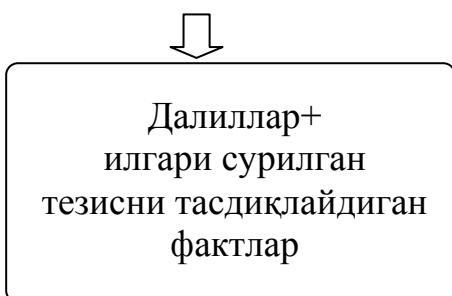 Далиллар+
илгари сурилган
тезисни тасдиқлайдиган
фактлар